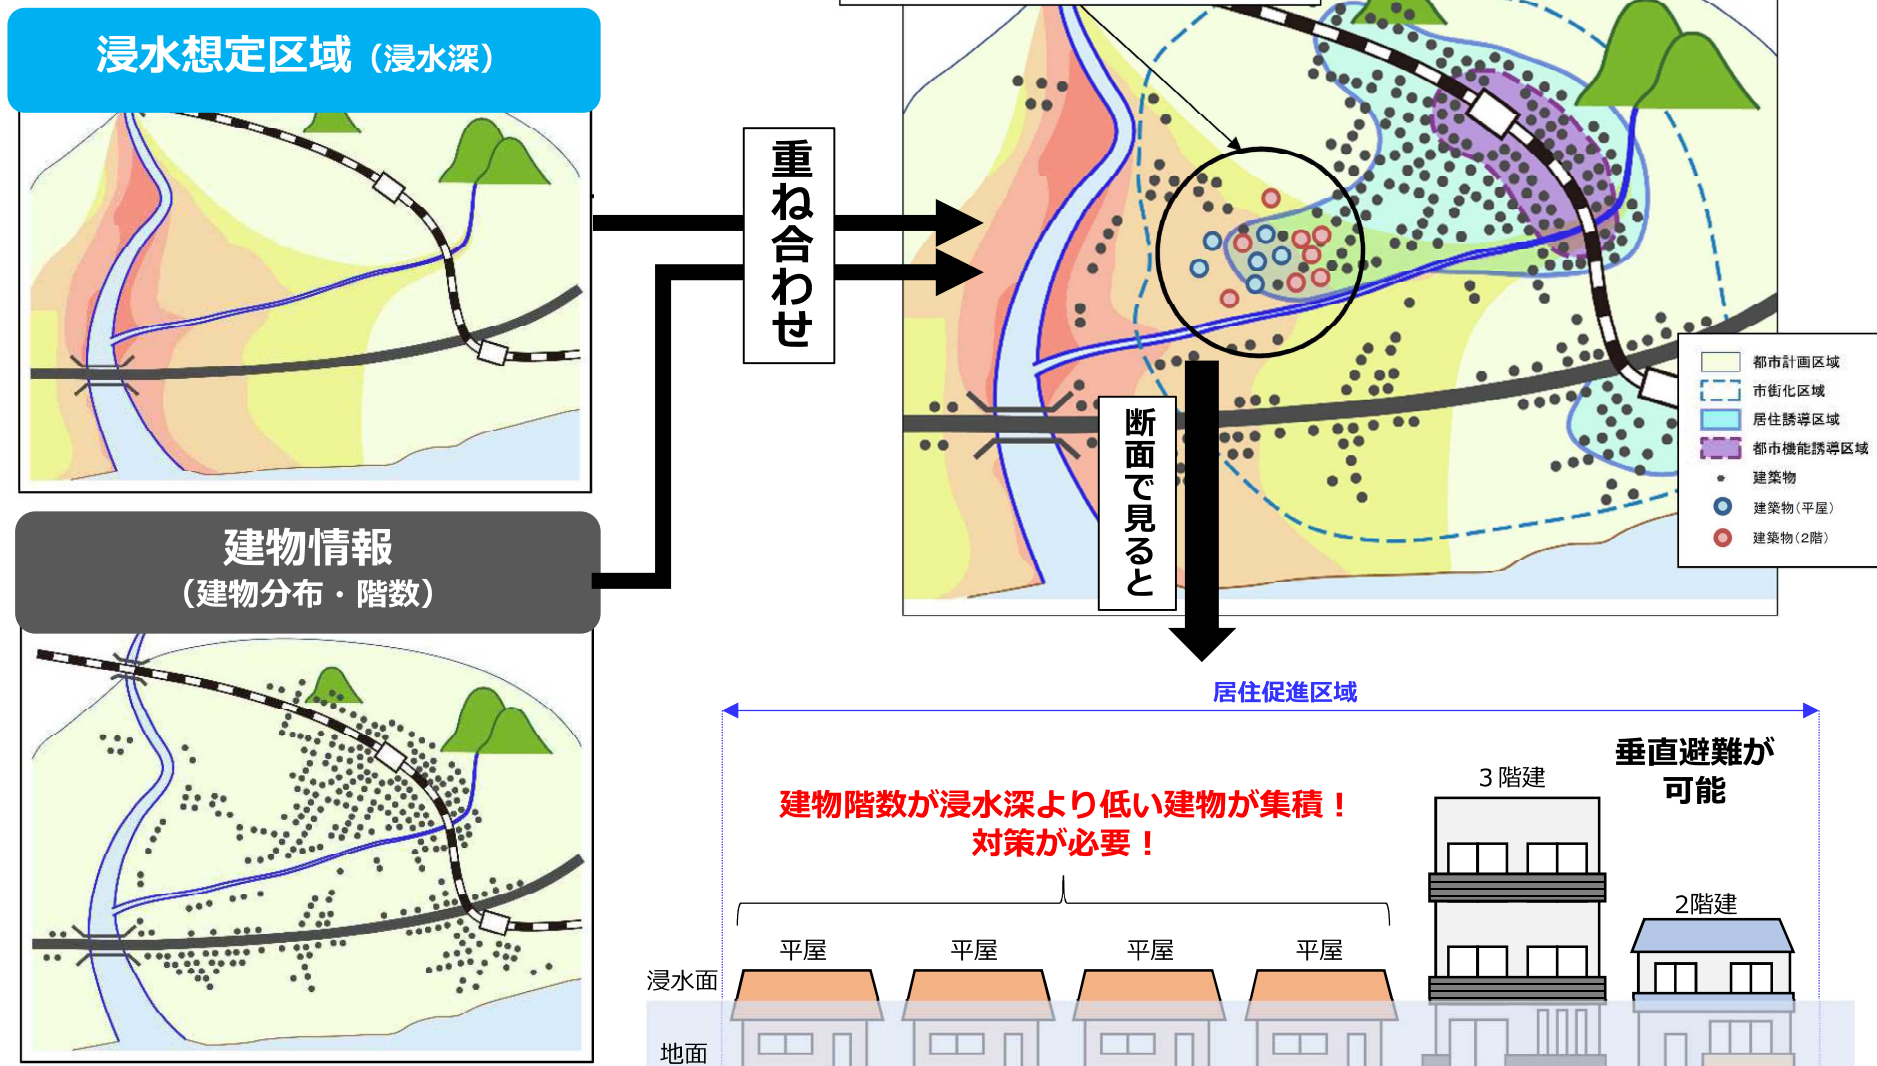 浸水想定区域（浸水深）
建物情報
（建物分布・階数）
重ね合わせ
断面で見ると
都市計画区域
市街化区域
居住誘導区域
都市機能誘導区域
建築物
建築物（平屋）
建築物（2階）
居住促進区域
垂直避難が
可能
建物階数が浸水深より低い建物が集積！
対策が必要！
３階建
2階建
平屋
平屋
平屋
平屋
浸水面
地面